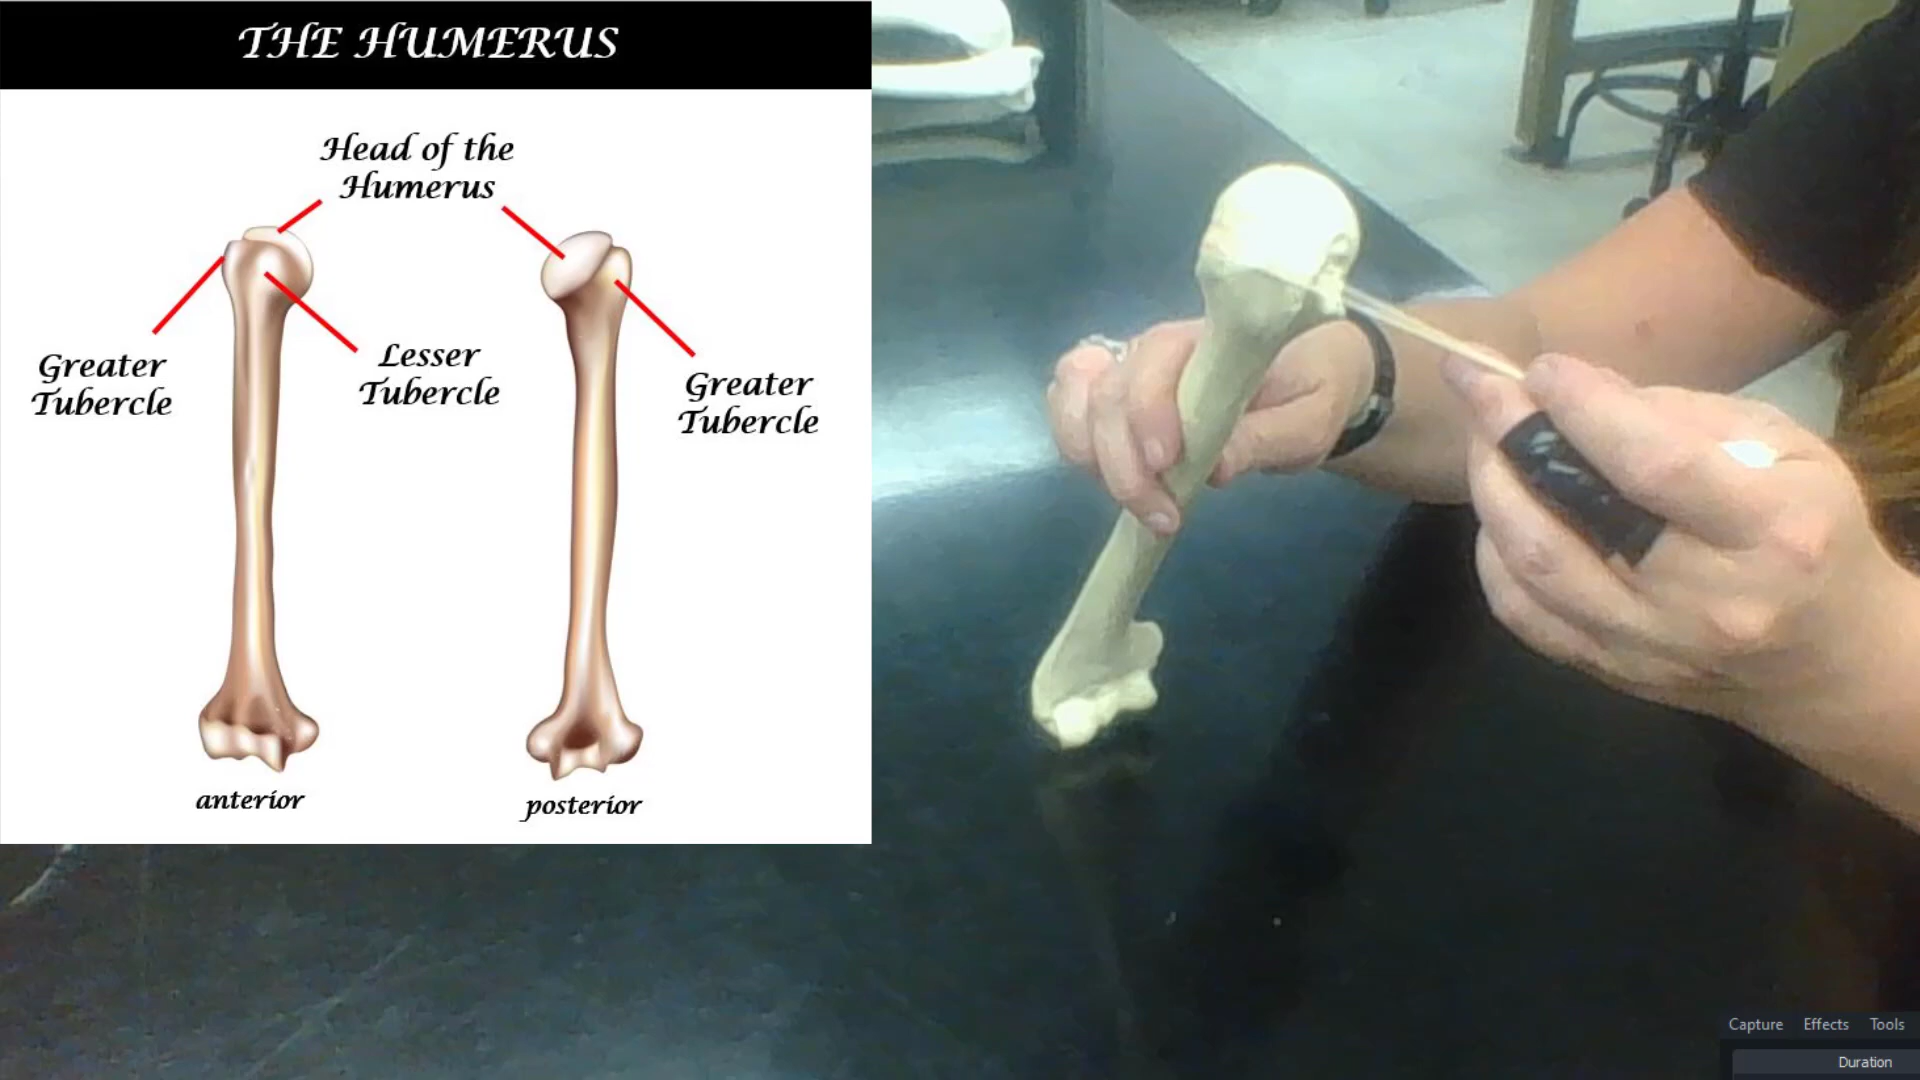 THE HUMERUS
Head of the
Humerus
Greater
Tubercle
Lesser
Tubercle
Greater
Tubercle
anterior
posterior
Capture Effects Tools
Duration